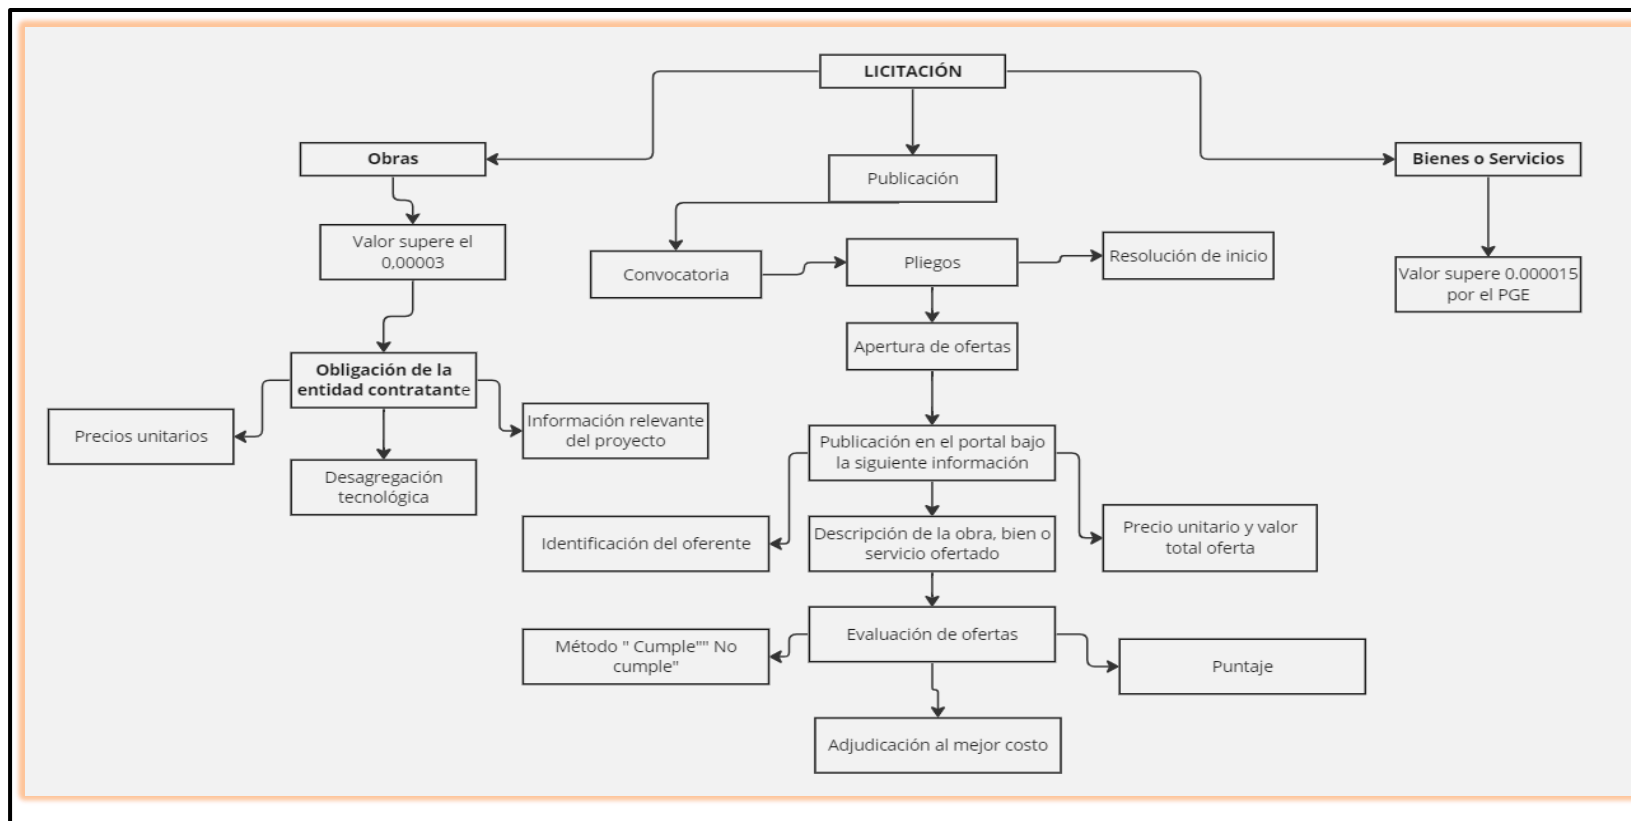 LICITACIÓN
Obras
Publicación
Bienes o Servicios
Valor supere el
0,00003
Convocatoria
Pliegos
Resolución de inicio
Valor supere 0.000015
por el PGE
Apertura de ofertas
Obligación de la
entidad contratante
Precios unitarios
Desagregación
tecnológica
Información relevante
del proyecto
Publicación en el portal bajo
la siguiente información
Identificación del oferente
Descripción de la obra, bien o
servicio ofertado
Precio unitario y valor
total oferta
Evaluación de ofertas
Método " Cumple"" No
cumple"
Puntaje
Adjudicación al mejor costo